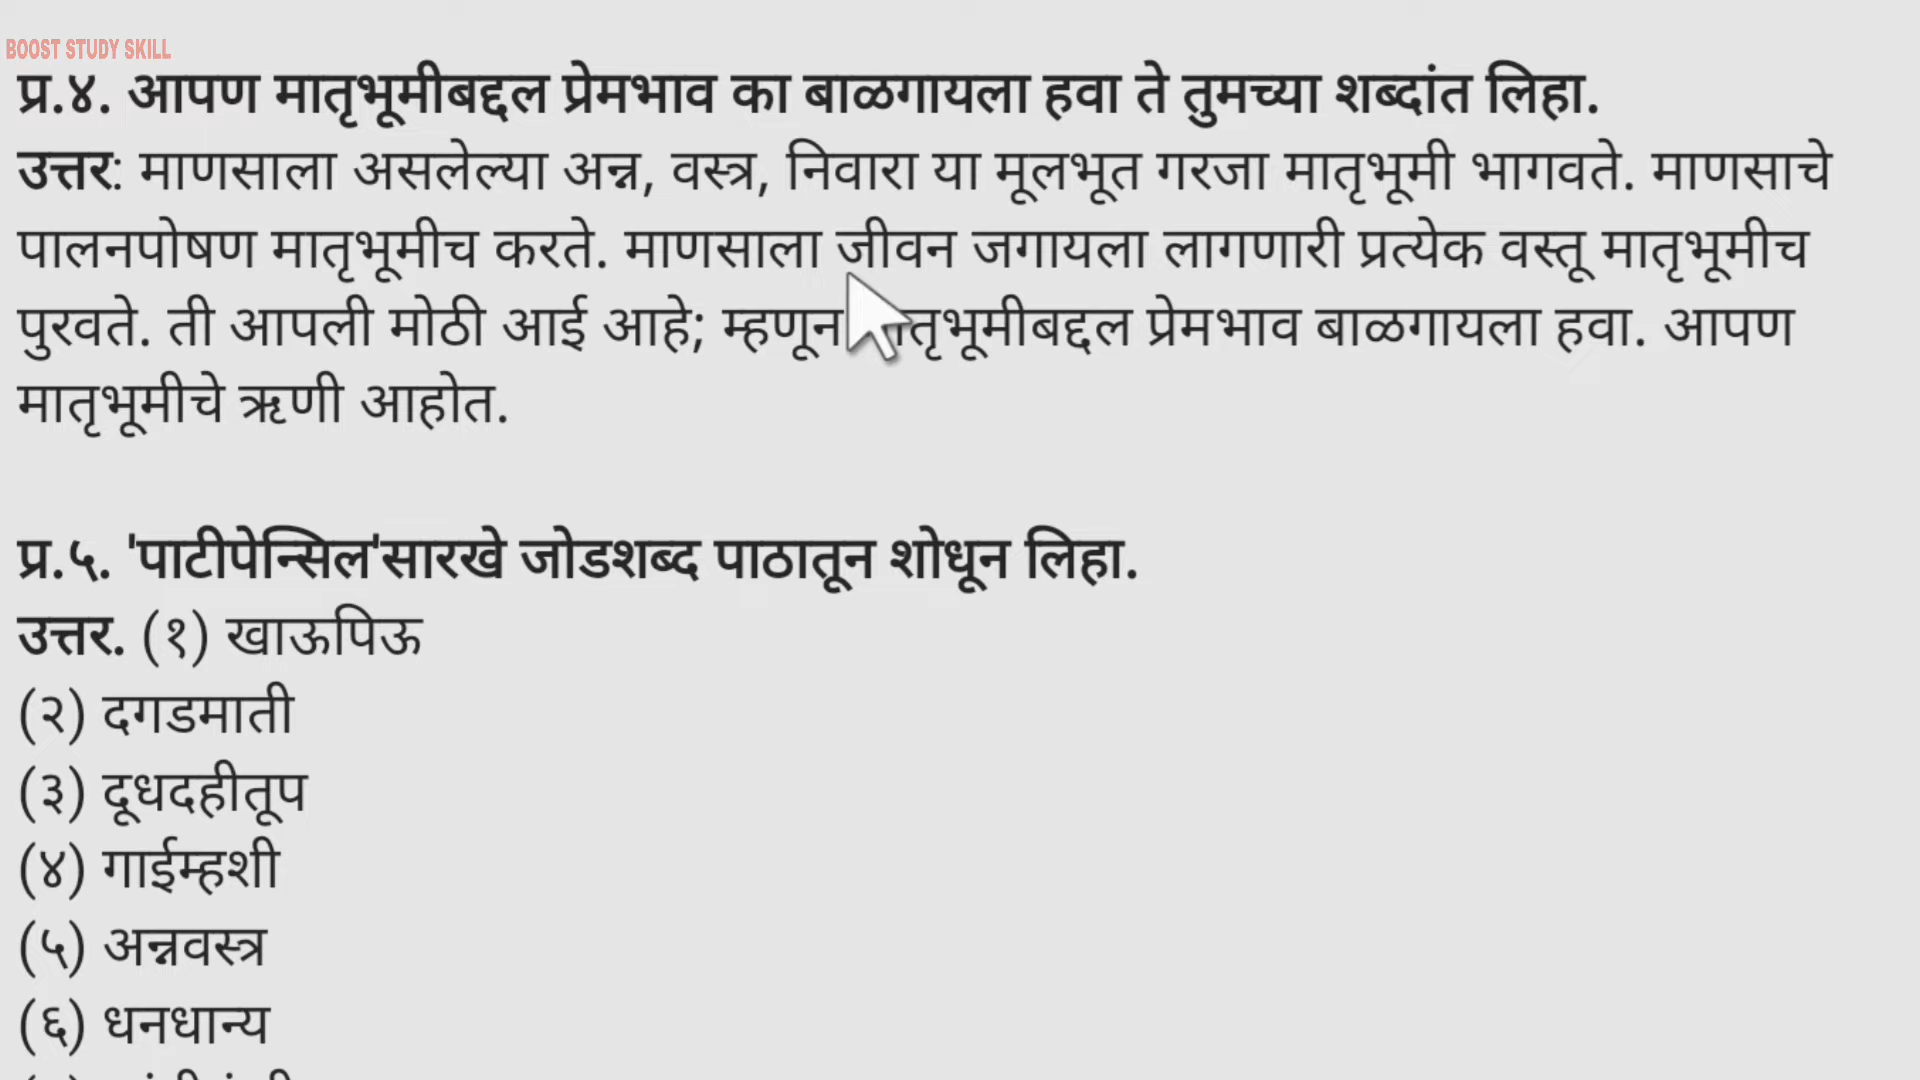 BOOST STUDY SKILL
प्र.४. आपण मातृभूमीबद्दल प्रेमभाव का बाळगायला हवा ते तुमच्या शब्दांत लिहा.
उत्तर: माणसाला असलेल्या अन्न, वस्त्र, निवारा या मूलभूत गरजा मातृभूमी भागवते. माणसाचे
पालनपोषण मातृभूमीच करते. माणसाला जीवन जगायला लागणारी प्रत्येक वस्तू मातृभूमीच
पुरवते. ती आपली मोठी आई आहे; म्हणून प्रेमभाव बाळगायला हवा. आपण
मातृभूमीचे ऋणी आहोत.
प्र.५. 'पाटीपेन्सिल'सारखे जोडशब्द पाठातून शोधून लिहा.
उत्तर. (१) खाऊपिऊ
(२) दगडमाती
(३) दूधदहीतूप
(४) गाईम्हशी
(५) अन्नवस्त्र
(६) धनधान्य